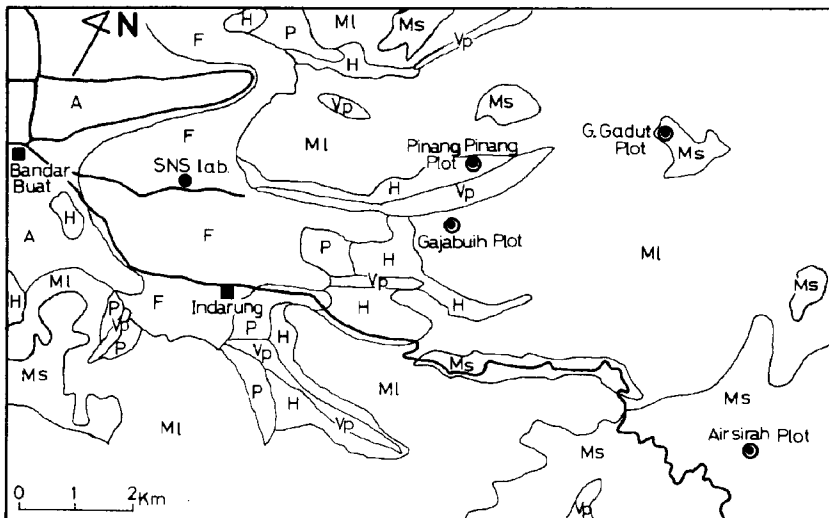 N
F
H
P
Ml
Ms
Vp
H
A
F
Vp
Ms
Ml
G.Gadut
Plot
Ms
Pinang Pinang
Plot
H
Vp
Bandar
Buat
SNS lab.
H
A
F
P
H
Gajabuih Plot
Ml
Vp
H
H
Ms
H
Ml
P
Vp
P
F
Indarung
P
H
Vp
P
H
Vp
Ms
Ml
Ms
Ms
Ml
Ms
Airsirah Plot
Vp
0 1 2 Km